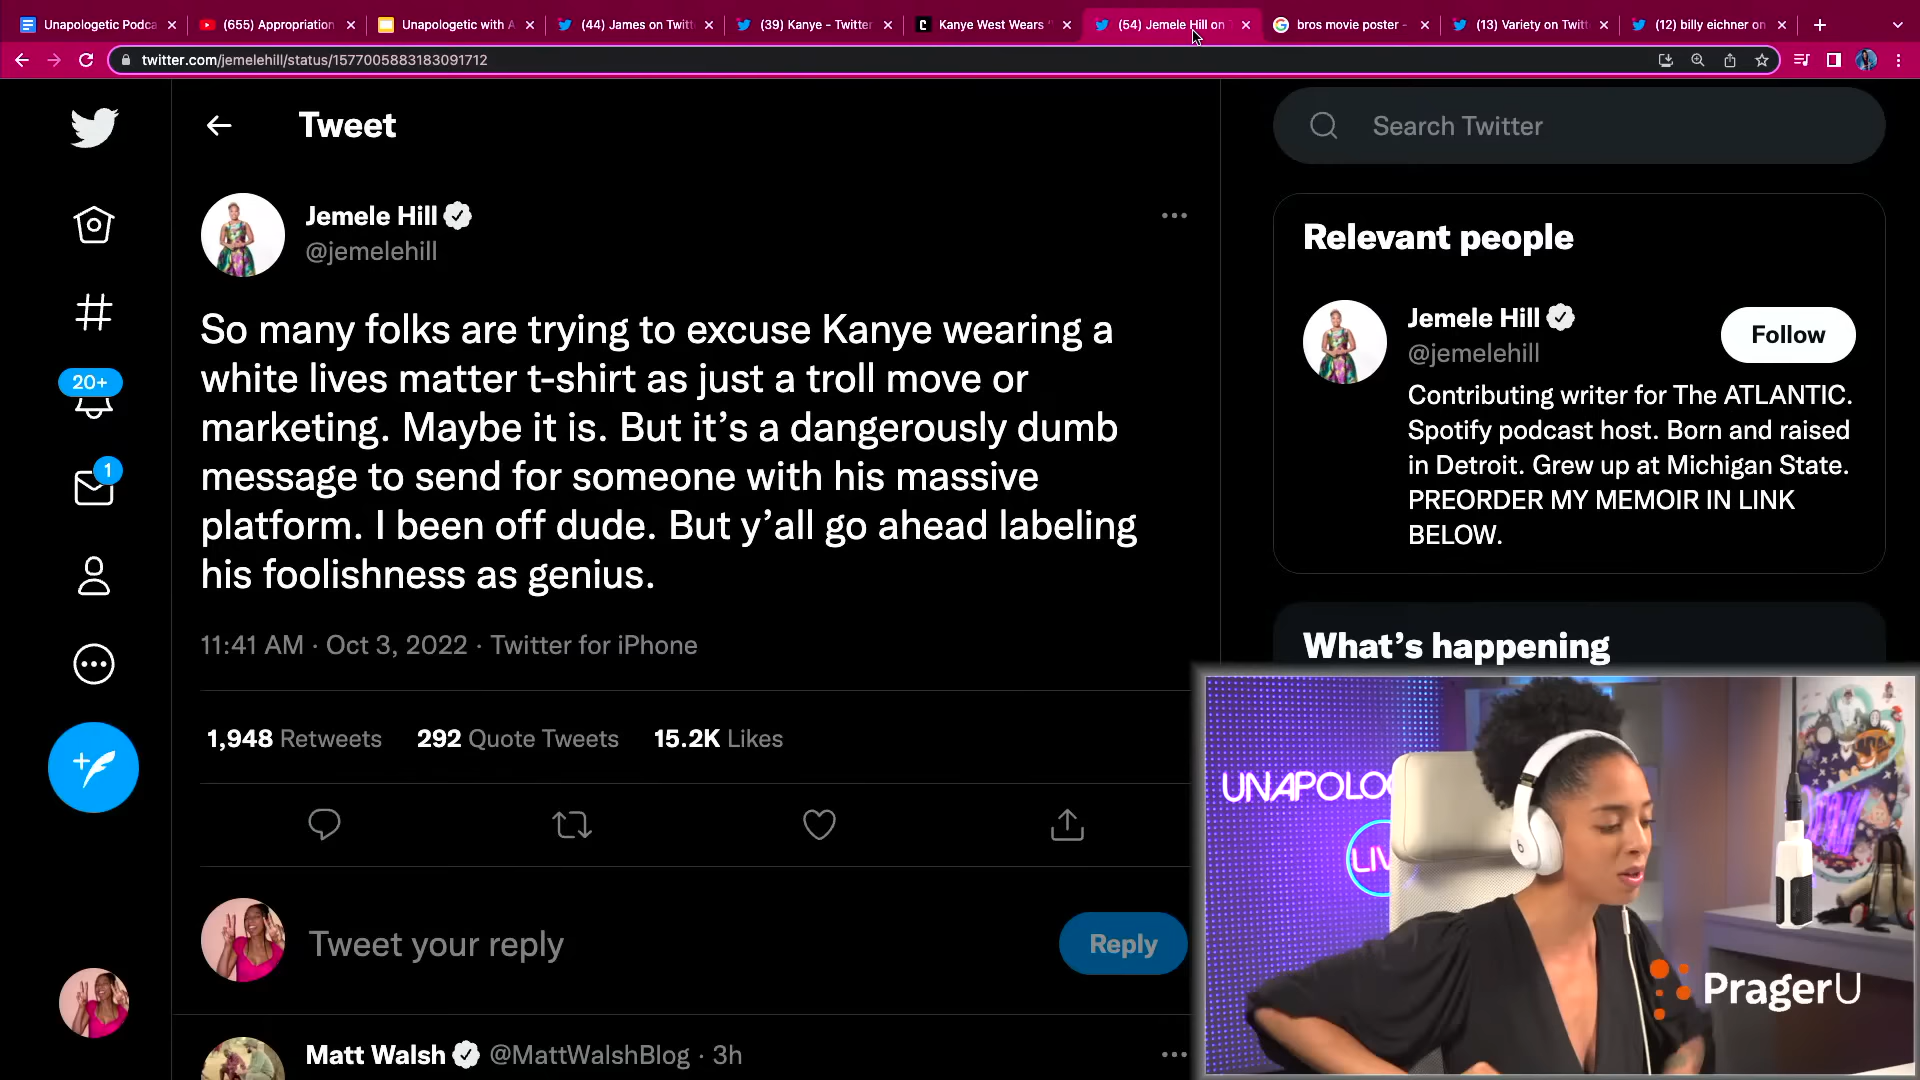 Unapologetic Podca
(655) Appropriation
Unapologetic with A
(44) James on Twitt
(39) Kanye - Twitter
Kanye West Wears "
(54) Jemele Hill on
bros movie poster -
(13) Variety on Twitt
(12) billy eichner on
twitter.com/jemelehill/status/1577005883183091712
Tweet
Search Twitter
Jemele Hill
@jemelehill
So many folks are trying to excuse Kanye wearing a
white lives matter t-shirt as just a troll move or
marketing. Maybe it is. But it's a dangerously dumb
message to send for someone with his massive
platform. I been off dude. But y'all go ahead labeling
his foolishness as genius.
11:41 AM · Oct 3, 2022 · Twitter for iPhone
1,948 Retweets 292 Quote Tweets 15.2K Likes
Tweet your reply
Reply
Matt Walsh @MattWalshBlog · 3h
20+
1
Relevant people
Jemele Hill
@jemelehill
Follow
Contributing writer for The ATLANTIC.
Spotify podcast host. Born and raised
in Detroit. Grew up at Michigan State.
PREORDER MY MEMOIR IN LINK
BELOW.
What's happening
UNAPOLOG
LIV
PragerU